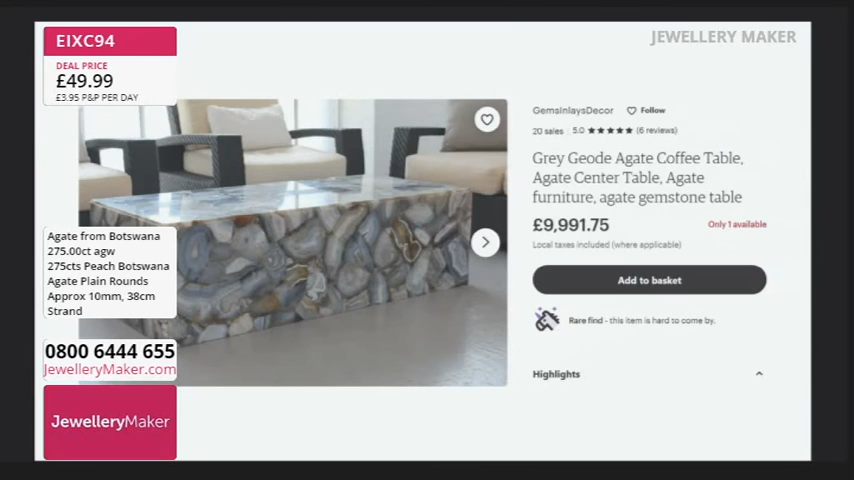 EIXC94
DEAL PRICE
£49.99
£3.95 P&P PER DAY
Agate from Botswana
275.00ct agw
275cts Peach Botswana
Agate Plain Rounds
Approx 10mm, 38cm
Strand
0800 6444 655
JewelleryMaker.com
JewelleryMaker
JEWELLERY MAKER
GemsInlaysDecor Follow
20 sales 5.0 ★★★★★ (6 reviews)
Grey Geode Agate Coffee Table,
Agate Center Table, Agate
furniture, agate gemstone table
£9,991.75 Only 1 available
Local taxes included (where applicable)
Add to basket
Rare find - this item is hard to come by.
Highlights